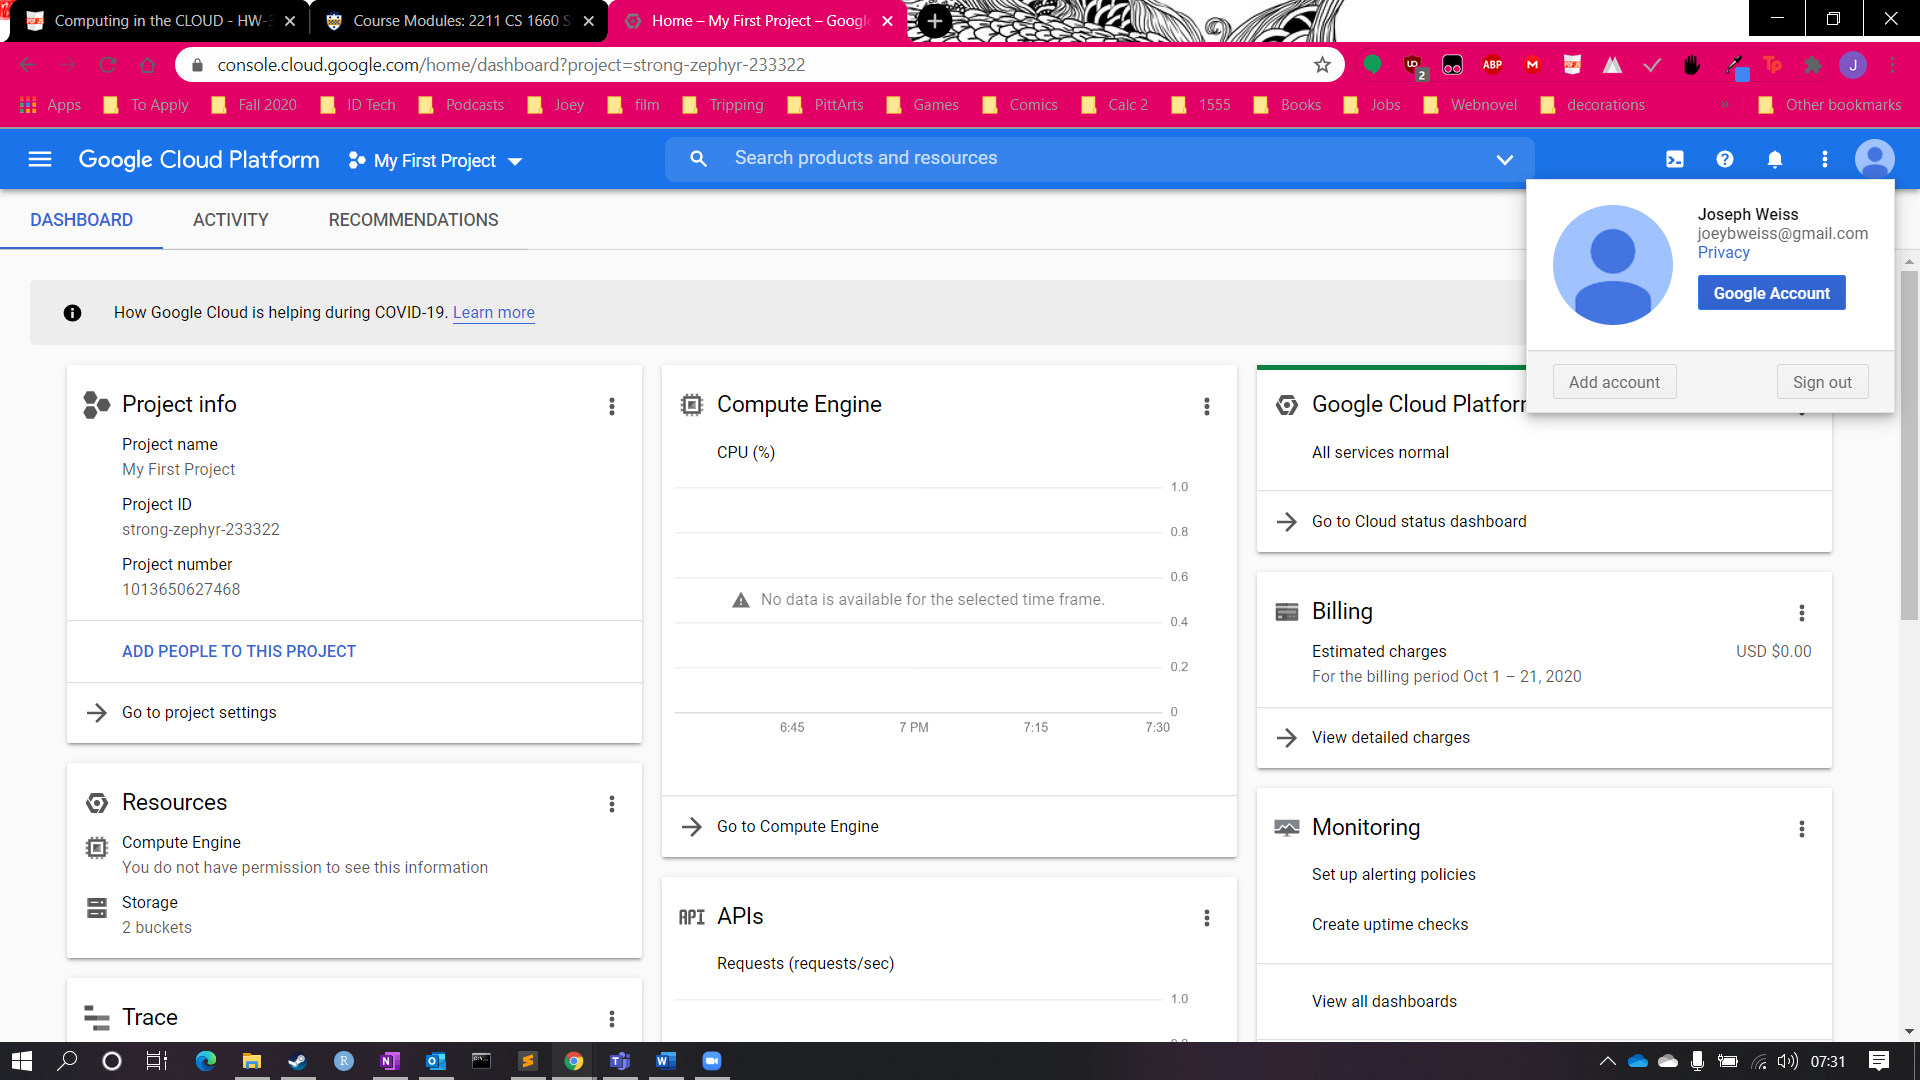 Computing in the CLOUD - HW-3
Course Modules: 2211 CS 1660 S
Home – My First Project – Google
console.cloud.google.com/home/dashboard?project=strong-zephyr-233322
UD 2
ABP
M
Tp
J
Apps
To Apply
Fall 2020
ID Tech
Podcasts
Joey
film
Tripping
PittArts
Games
Comics
Calc 2
1555
Books
Jobs
Webnovel
decorations
»
Other bookmarks
Google Cloud Platform
My First Project
Search products and resources
DASHBOARD
ACTIVITY
RECOMMENDATIONS
Joseph Weiss
joeybweiss@gmail.com
Privacy
Google Account
Add account
Sign out
How Google Cloud is helping during COVID-19. Learn more
Project info
Project name
My First Project
Project ID
strong-zephyr-233322
Project number
1013650627468
ADD PEOPLE TO THIS PROJECT
Go to project settings
Resources
Compute Engine
You do not have permission to see this information
Storage
2 buckets
Trace
Compute Engine
CPU (%)
1.0
0.8
0.6
No data is available for the selected time frame.
0.4
0.2
0
6:45
7 PM
7:15
7:30
Go to Compute Engine
API
APIs
Requests (requests/sec)
1.0
Google Cloud Platform
All services normal
Go to Cloud status dashboard
Billing
Estimated charges
USD $0.00
For the billing period Oct 1 – 21, 2020
View detailed charges
Monitoring
Set up alerting policies
Create uptime checks
View all dashboards
07:31